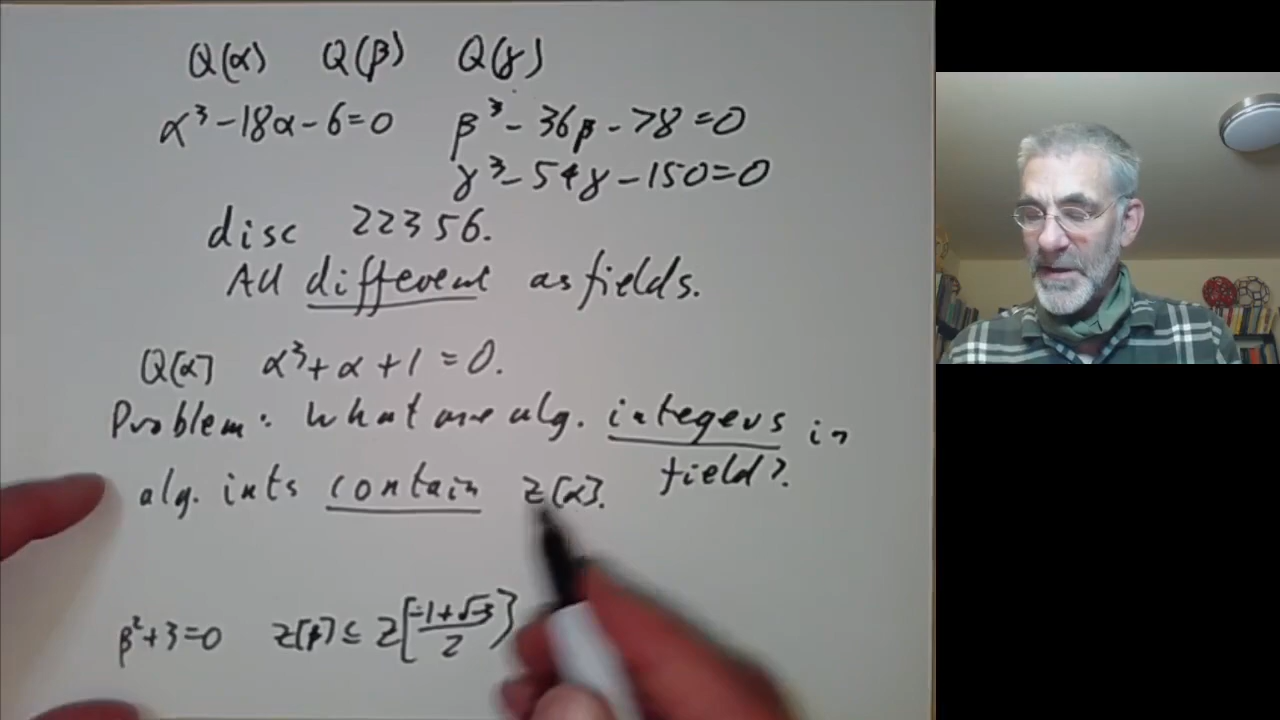 Q(α) Q(β) Q(γ)
α³-18α-6=0 β³-36β-78=0
γ³-54γ-150=0
disc 22356.
All different as fields.
Q[α] α³+α+1=0.
Problem: What are alg. integers in
field?.
alg. ints contain Z[α].
β²+3=0 Z[β] ⊆ Z[(-1+√-3)/2]